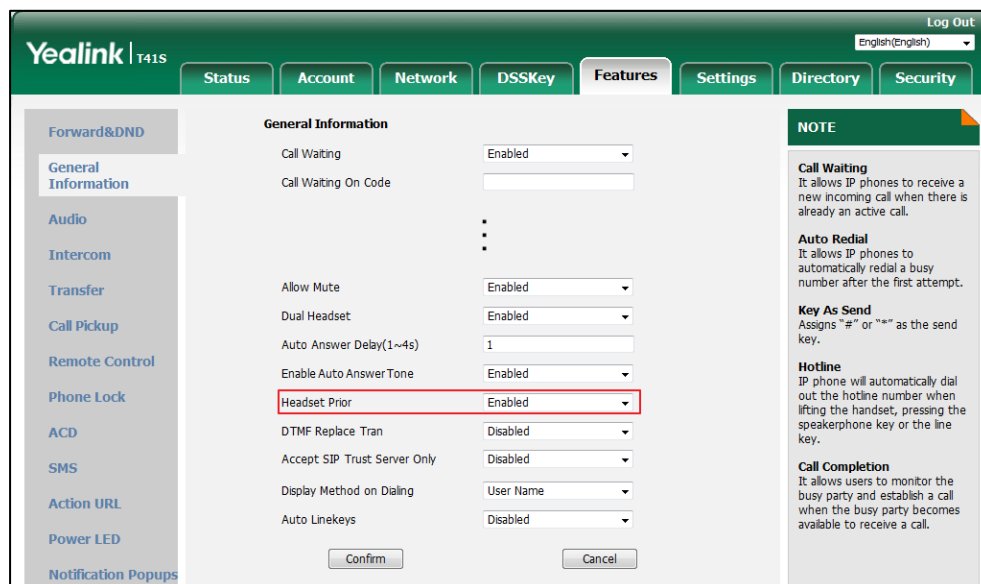 Log Out
Yealink T41S
English(English)
Status Account Network DSSKey Features Settings Directory Security
Forward&DND
General
Information
Audio
Intercom
Transfer
Call Pickup
Remote Control
Phone Lock
ACD
SMS
Action URL
Power LED
Notification Popups
General Information
Call Waiting Enabled
Call Waiting On Code
Allow Mute Enabled
Dual Headset Enabled
Auto Answer Delay(1~4s) 1
Enable Auto Answer Tone Enabled
Headset Prior Enabled
DTMF Replace Tran Disabled
Accept SIP Trust Server Only Disabled
Display Method on Dialing User Name
Auto Linekeys Disabled
Confirm Cancel
NOTE
Call Waiting
It allows IP phones to receive a
new incoming call when there is
already an active call.
Auto Redial
It allows IP phones to
automatically redial a busy
number after the first attempt.
Key As Send
Assigns "#" or "*" as the send
key.
Hotline
IP phone will automatically dial
out the hotline number when
lifting the handset, pressing the
speakerphone key or the line
key.
Call Completion
It allows users to monitor the
busy party and establish a call
when the busy party becomes
available to receive a call.